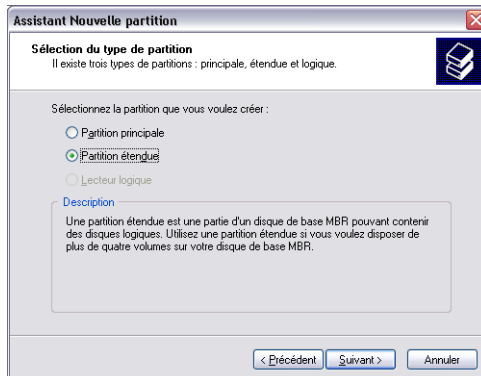 Assistant Nouvelle partition
Sélection du type de partition
Il existe trois types de partitions : principale, étendue et logique.
Sélectionnez la partition que vous voulez créer :
Partition principale
Partition étendue
Lecteur logique
Description
Une partition étendue est une partie d'un disque de base MBR pouvant contenir
des disques logiques. Utilisez une partition étendue si vous voulez disposer de
plus de quatre volumes sur votre disque de base MBR.
< Précédent Suivant > Annuler